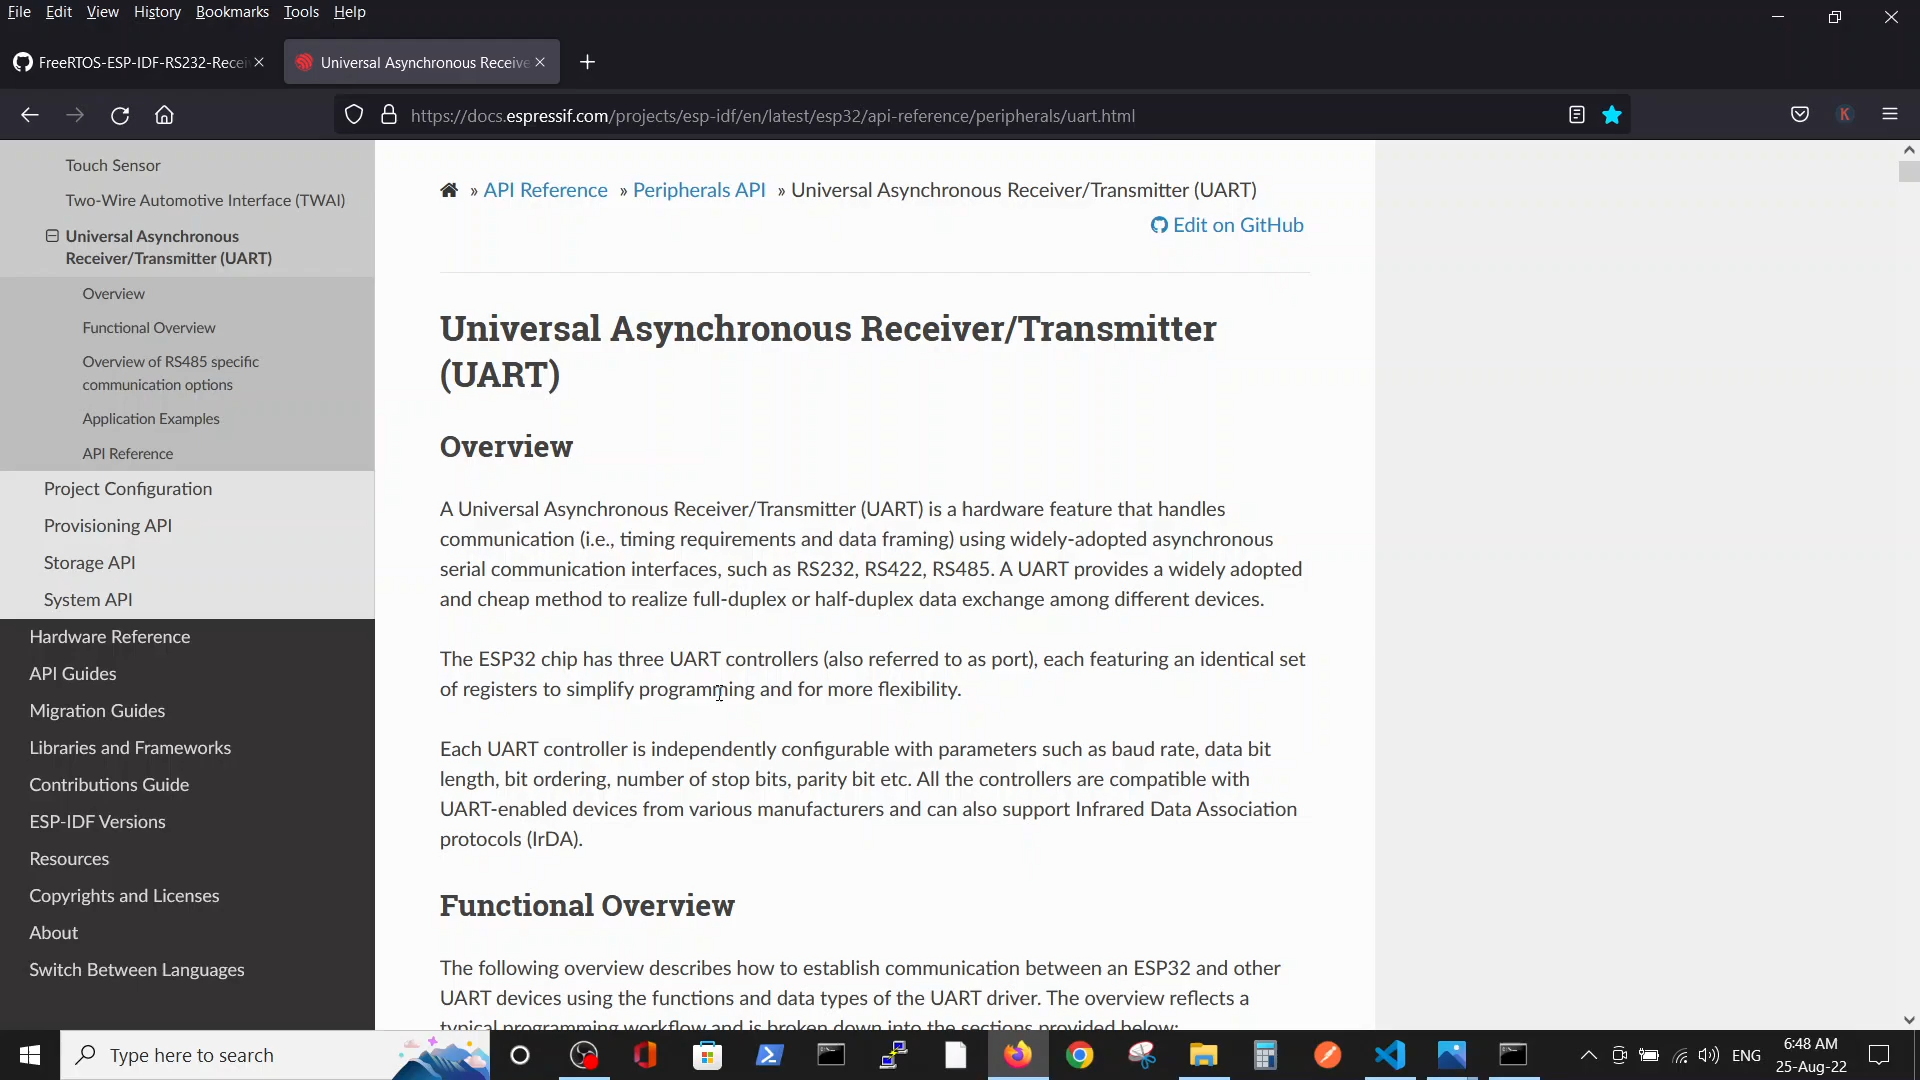 File Edit View History Bookmarks Tools Help
FreeRTOS-ESP-IDF-RS232-Recei
Universal Asynchronous Receive
https://docs.espressif.com/projects/esp-idf/en/latest/esp32/api-reference/peripherals/uart.html
K
Touch Sensor
Two-Wire Automotive Interface (TWAI)
Universal Asynchronous
Receiver/Transmitter (UART)
Overview
Functional Overview
Overview of RS485 specific
communication options
Application Examples
API Reference
Project Configuration
Provisioning API
Storage API
System API
Hardware Reference
API Guides
Migration Guides
Libraries and Frameworks
Contributions Guide
ESP-IDF Versions
Resources
Copyrights and Licenses
About
Switch Between Languages
» API Reference » Peripherals API » Universal Asynchronous Receiver/Transmitter (UART)
Edit on GitHub
Universal Asynchronous Receiver/Transmitter
(UART)
Overview
A Universal Asynchronous Receiver/Transmitter (UART) is a hardware feature that handles
communication (i.e., timing requirements and data framing) using widely-adopted asynchronous
serial communication interfaces, such as RS232, RS422, RS485. A UART provides a widely adopted
and cheap method to realize full-duplex or half-duplex data exchange among different devices.
The ESP32 chip has three UART controllers (also referred to as port), each featuring an identical set
of registers to simplify programming and for more flexibility.
Each UART controller is independently configurable with parameters such as baud rate, data bit
length, bit ordering, number of stop bits, parity bit etc. All the controllers are compatible with
UART-enabled devices from various manufacturers and can also support Infrared Data Association
protocols (IrDA).
Functional Overview
The following overview describes how to establish communication between an ESP32 and other
UART devices using the functions and data types of the UART driver. The overview reflects a
typical programming workflow and is broken down into the sections provided below:
Type here to search
ENG
6:48 AM
25-Aug-22